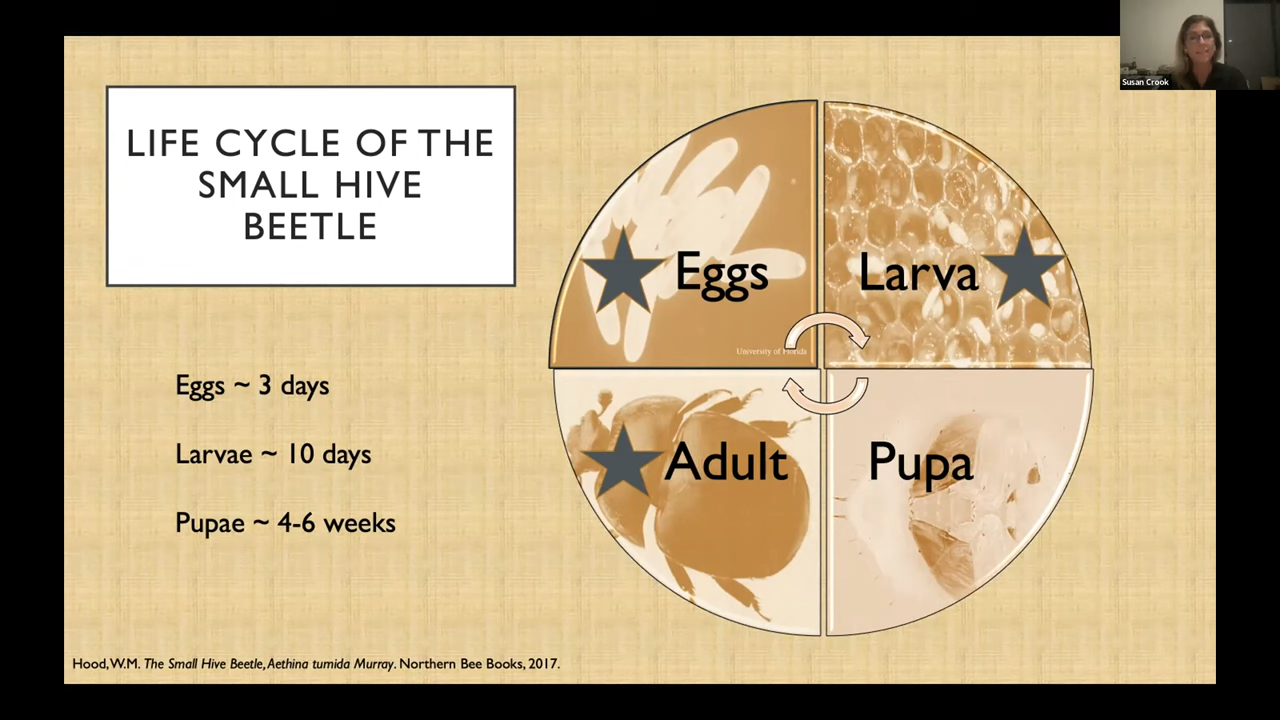 Susan Crook
LIFE CYCLE OF THE
SMALL HIVE
BEETLE
Eggs
Larva
University of Florida
Adult
Pupa
Eggs ~ 3 days
Larvae ~ 10 days
Pupae ~ 4-6 weeks
Hood, W.M. The Small Hive Beetle, Aethina tumida Murray. Northern Bee Books, 2017.